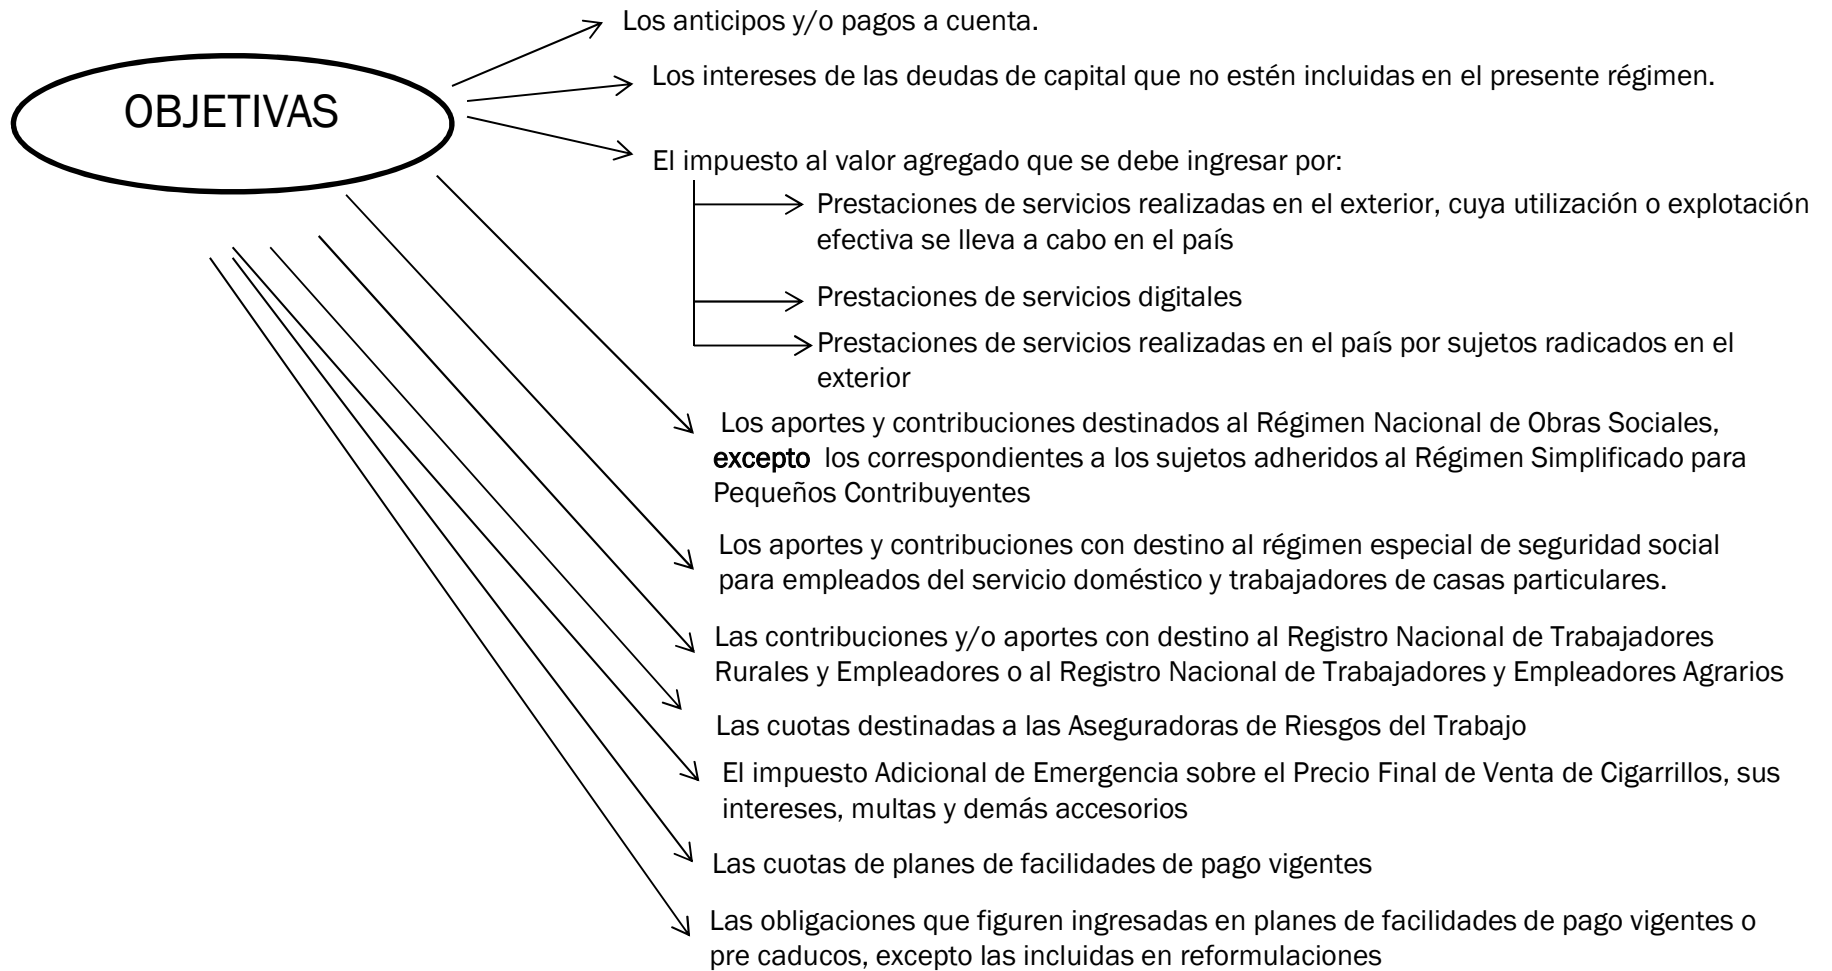 OBJETIVAS
Los anticipos y/o pagos a cuenta.
Los intereses de las deudas de capital que no estén incluidas en el presente régimen.
El impuesto al valor agregado que se debe ingresar por:
Prestaciones de servicios realizadas en el exterior, cuya utilización o explotación
efectiva se lleva a cabo en el país
Prestaciones de servicios digitales
Prestaciones de servicios realizadas en el país por sujetos radicados en el
exterior
Los aportes y contribuciones destinados al Régimen Nacional de Obras Sociales,
excepto los correspondientes a los sujetos adheridos al Régimen Simplificado para
Pequeños Contribuyentes
Los aportes y contribuciones con destino al régimen especial de seguridad social
para empleados del servicio doméstico y trabajadores de casas particulares.
Las contribuciones y/o aportes con destino al Registro Nacional de Trabajadores
Rurales y Empleadores o al Registro Nacional de Trabajadores y Empleadores Agrarios
Las cuotas destinadas a las Aseguradoras de Riesgos del Trabajo
El impuesto Adicional de Emergencia sobre el Precio Final de Venta de Cigarrillos, sus
intereses, multas y demás accesorios
Las cuotas de planes de facilidades de pago vigentes
Las obligaciones que figuren ingresadas en planes de facilidades de pago vigentes o
pre caducos, excepto las incluidas en reformulaciones